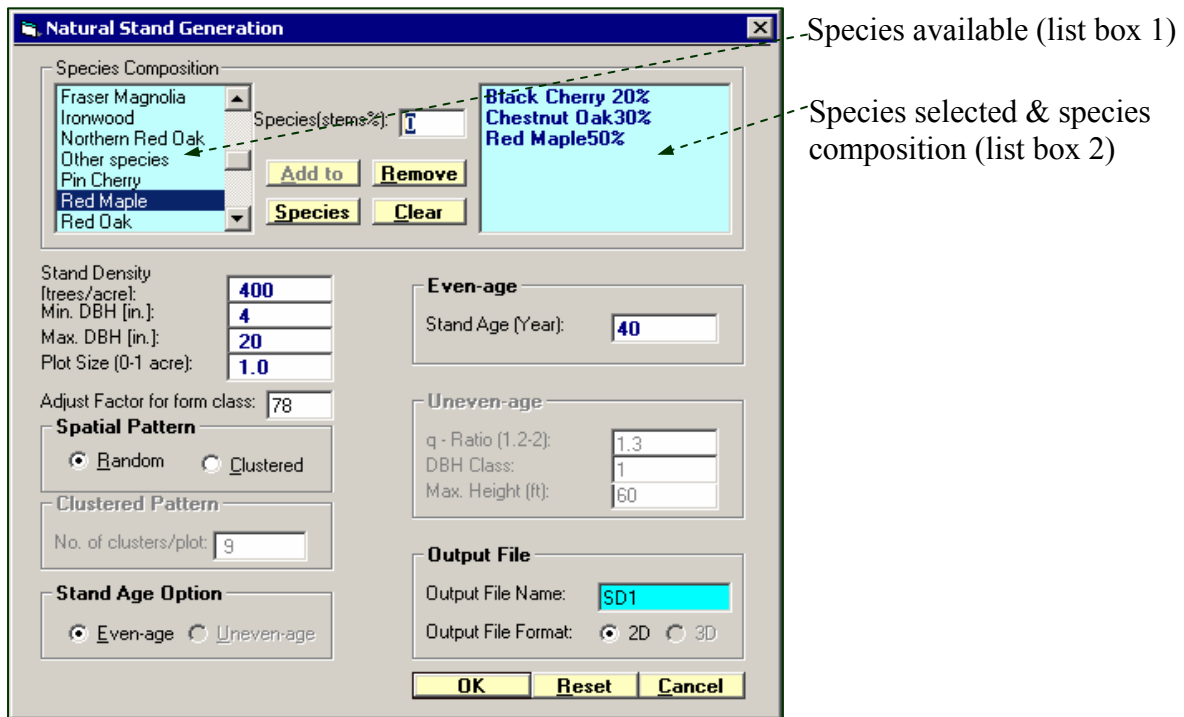 Natural Stand Generation
Species available (list box 1)
Species selected & species
composition (list box 2)
Species Composition
Fraser Magnolia
Ironwood
Northern Red Oak
Other species
Pin Cherry
Red Maple
Red Oak
Species(stems%):
Add to
Remove
Species
Clear
Black Cherry 20%
Chestnut Oak30%
Red Maple50%
Stand Density
(trees/acre): 400
Min. DBH (in.): 4
Max. DBH (in.): 20
Plot Size (0-1 acre): 1.0
Adjust Factor for form class: 78
Spatial Pattern
Random Clustered
Clustered Pattern
No. of clusters/plot: 9
Stand Age Option
Even-age Uneven-age
Even-age
Stand Age (Year): 40
Uneven-age
q - Ratio (1.2-2): 1.3
DBH Class: 1
Max. Height (ft): 60
Output File
Output File Name: SD1
Output File Format: 2D 3D
OK Reset Cancel